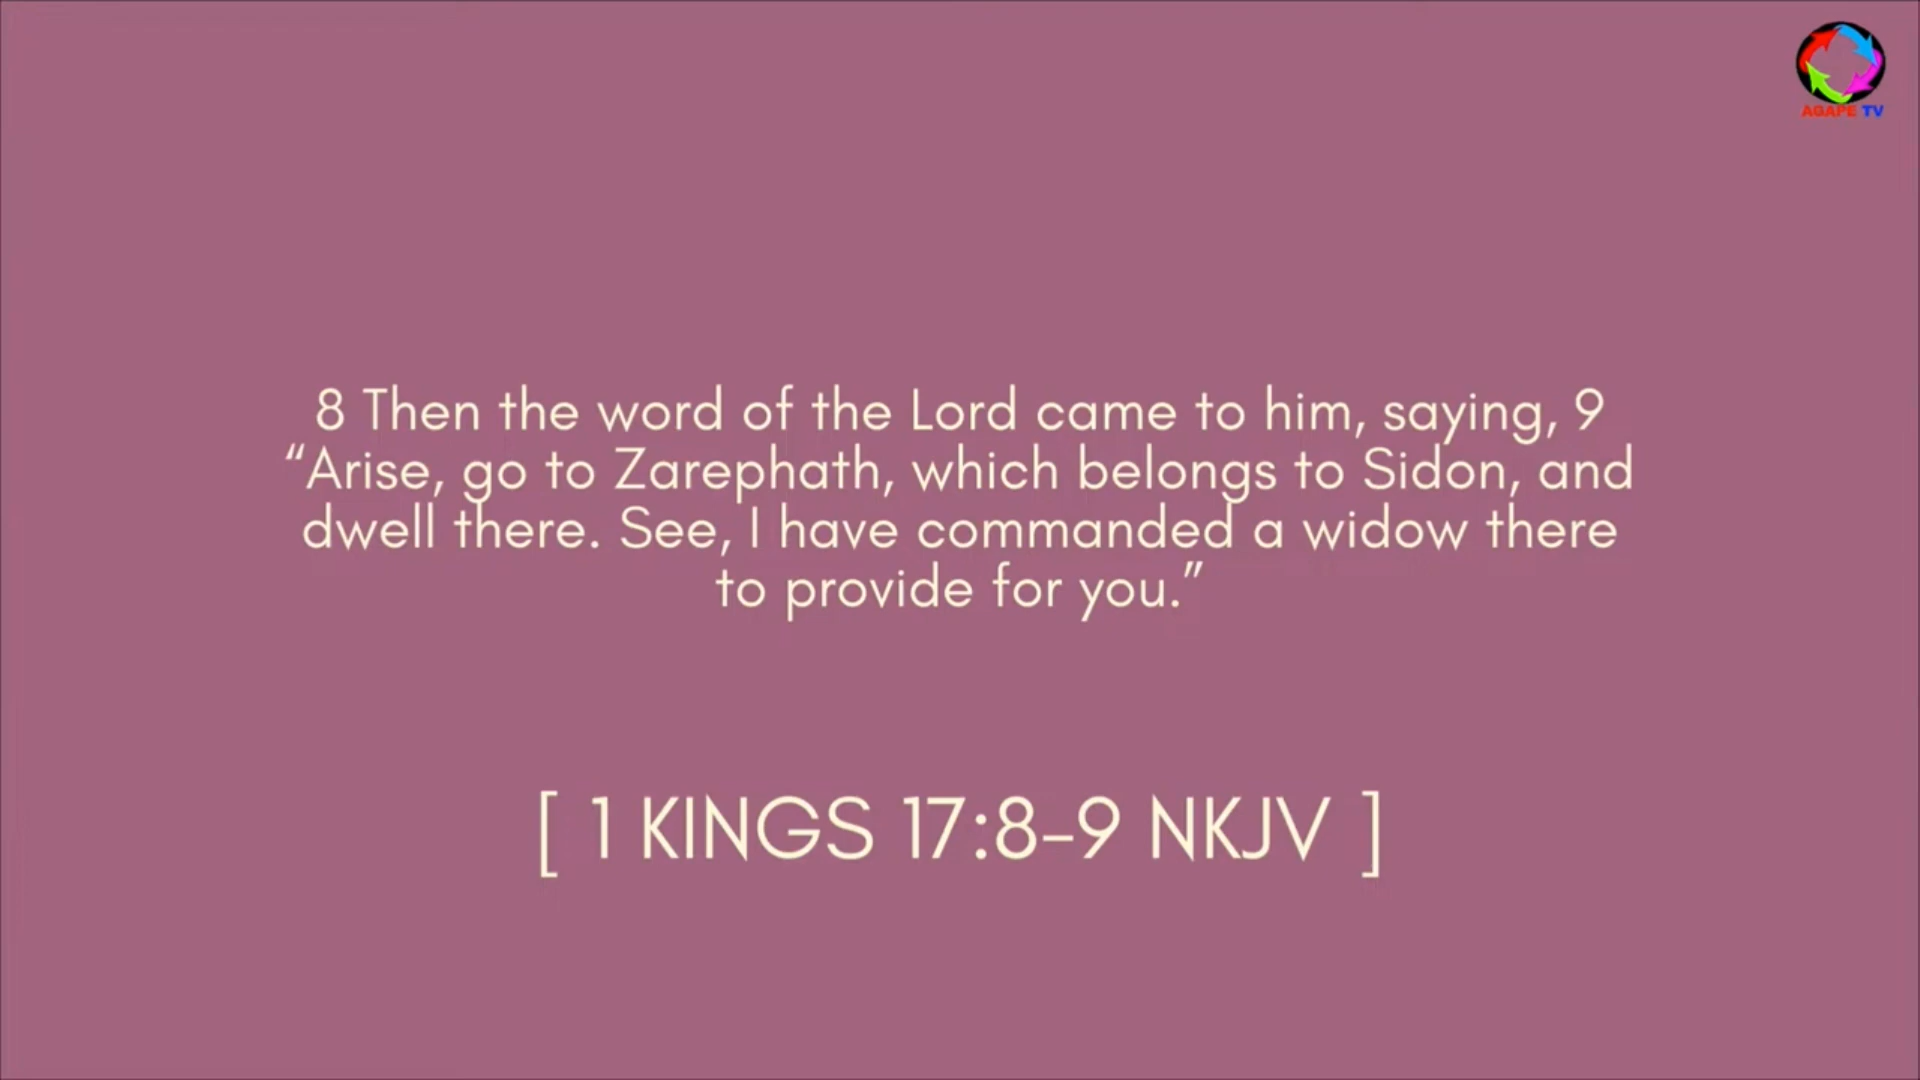 AGAPE TV
8 Then the word of the Lord came to him, saying, 9
“Arise, go to Zarephath, which belongs to Sidon, and
dwell there. See, I have commanded a widow there
to provide for you.”
[ 1 KINGS 17:8-9 NKJV ]